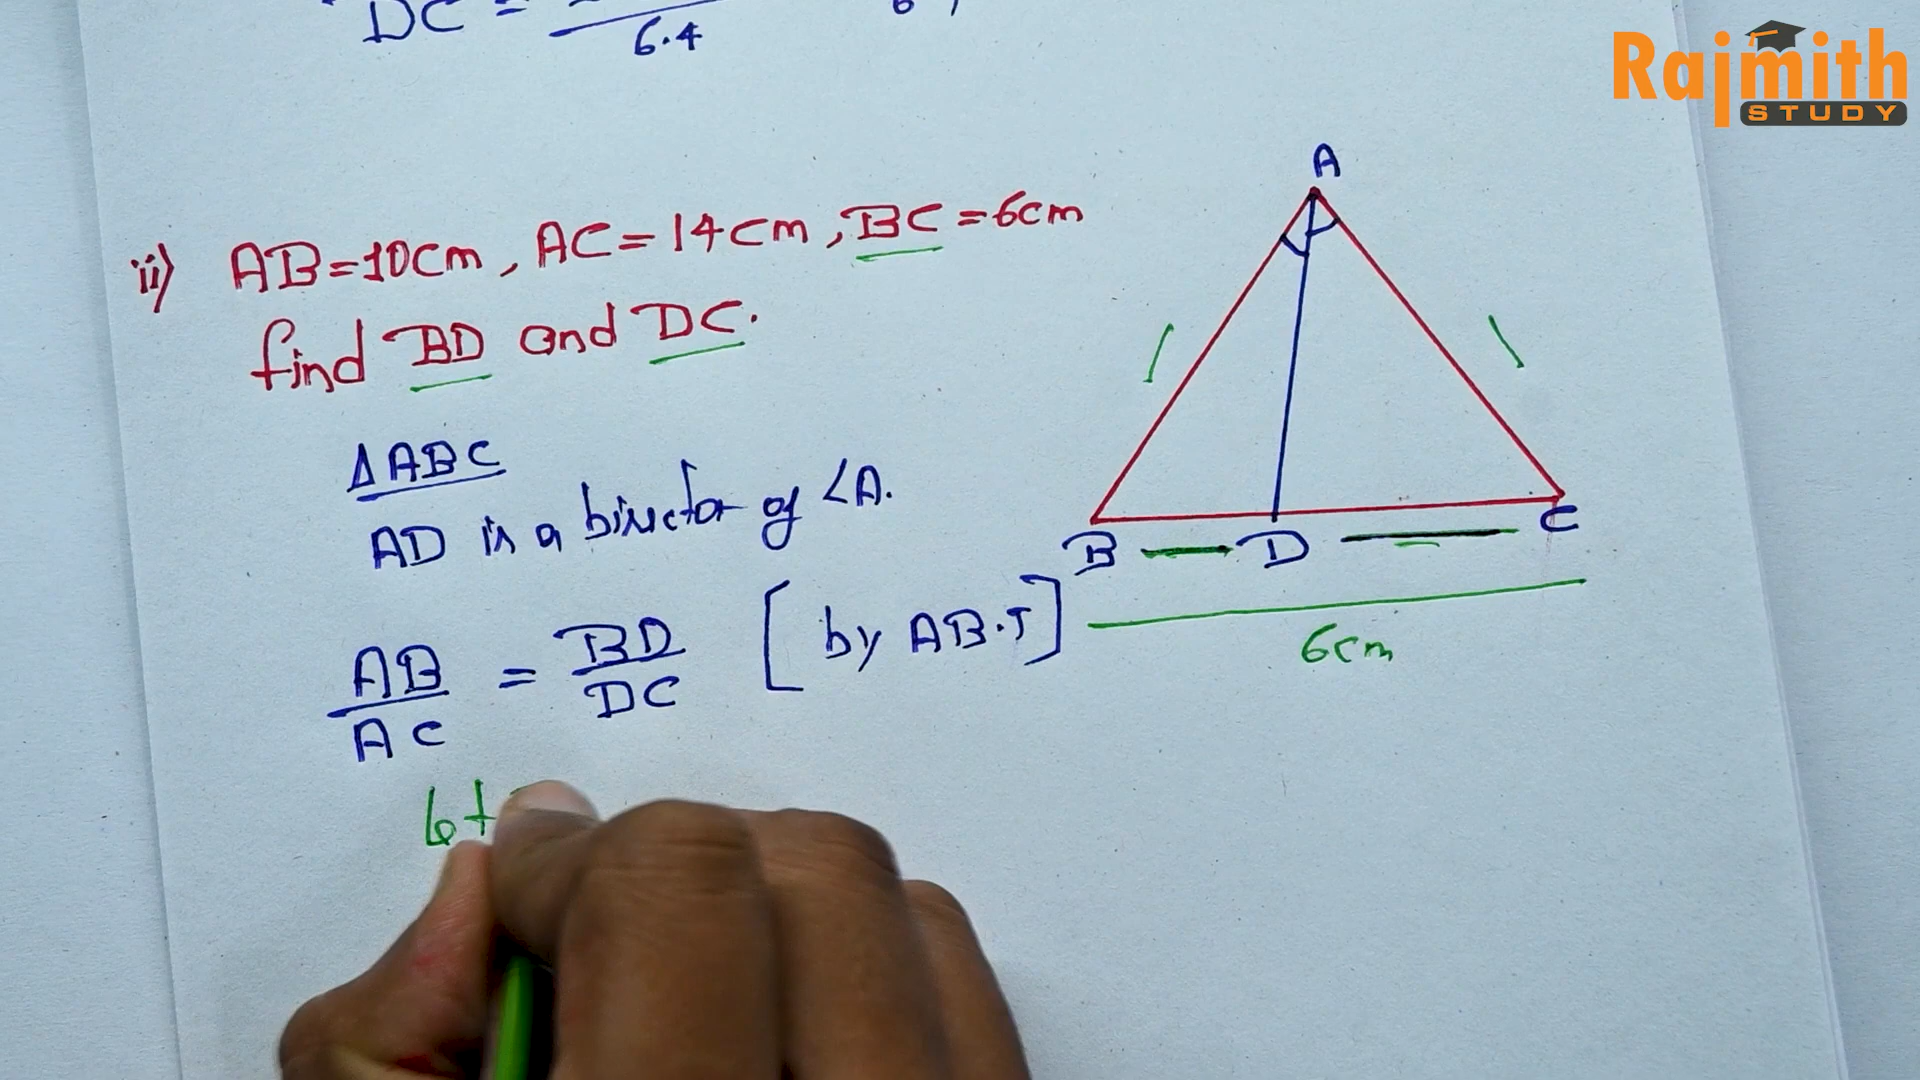 DC =
6.4
Rajmith
STUDY
ii) AB=10cm, AC=14cm, BC=6cm
find BD and DC.
A
ΔABC
AD is a bisector of ∠A.
B D C
AB/AC = BD/DC [by AB.T]
6cm